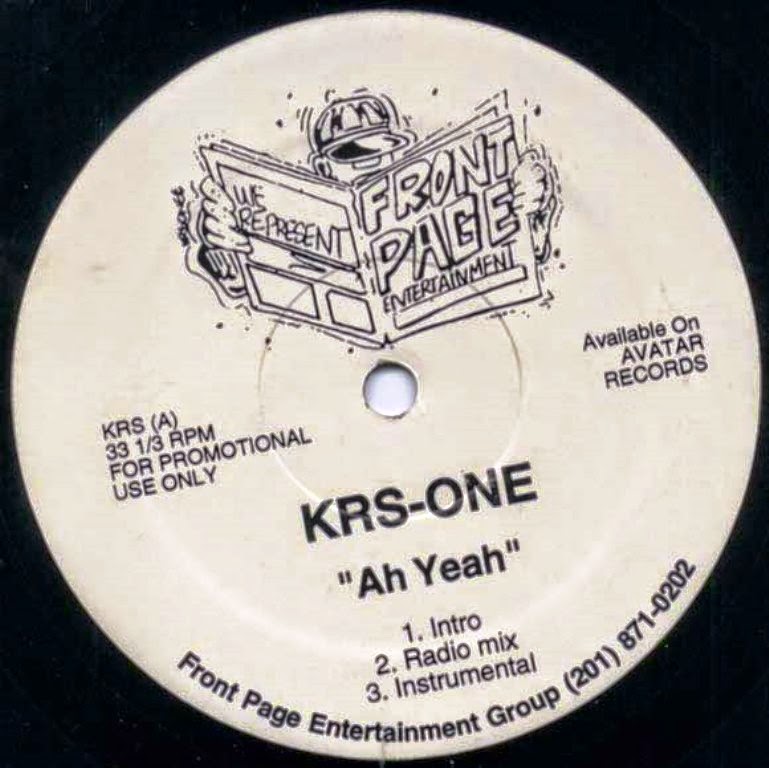 WE
REPRESENT
FRONT
PAGE
ENTERTAINMENT
Available On
AVATAR
RECORDS
KRS (A)
33 1/3 RPM
FOR PROMOTIONAL
USE ONLY
KRS-ONE
"Ah Yeah"
1. Intro
2. Radio mix
3. Instrumental
Front Page Entertainment Group (201) 871-0202